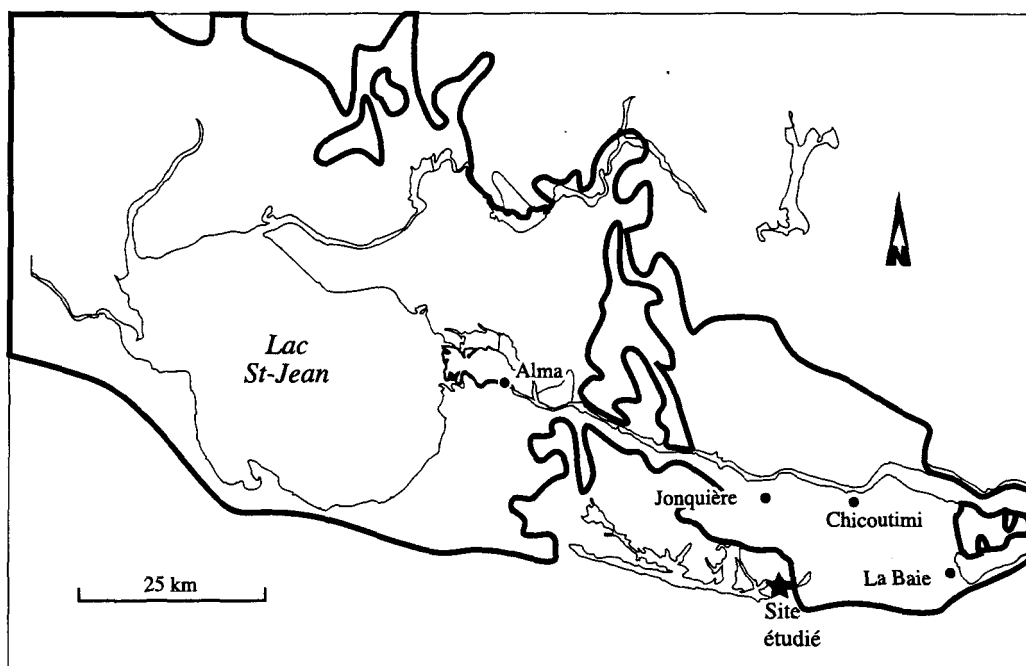 N
Lac
St-Jean
Alma
Jonquière
Chicoutimi
La Baie
25 km
Site
étudié